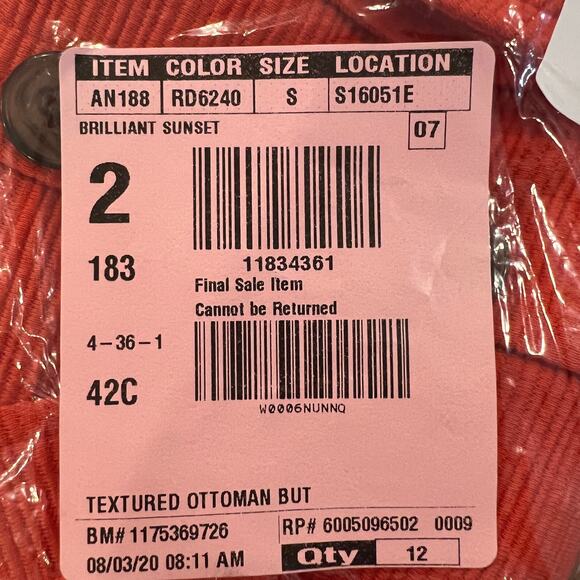 ITEM COLOR SIZE LOCATION
AN188 RD6240 S S16051E
BRILLIANT SUNSET 07
2
183
11834361
Final Sale Item
Cannot be Returned
4-36-1
42C
W0006NUNNQ
TEXTURED OTTOMAN BUT
BM# 1175369726 RP# 6005096502 0009
08/03/20 08:11 AM Qty 12